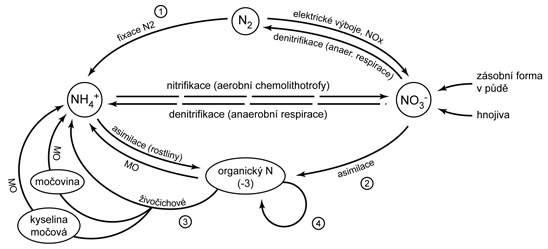 1
fixace N2
N2
elektrické výboje, NOx
denitrifikace (anaer. respirace)
nitrifikace (aerobní chemolithotrofy)
denitrifikace (anaerobní respirace)
NH4+
NO3-
zásobní forma
v půdě
hnojiva
asimilace (rostliny)
MO
MO
MO
močovina
kyselina
močová
organický N
(-3)
asimilace
2
živočichové
3
4